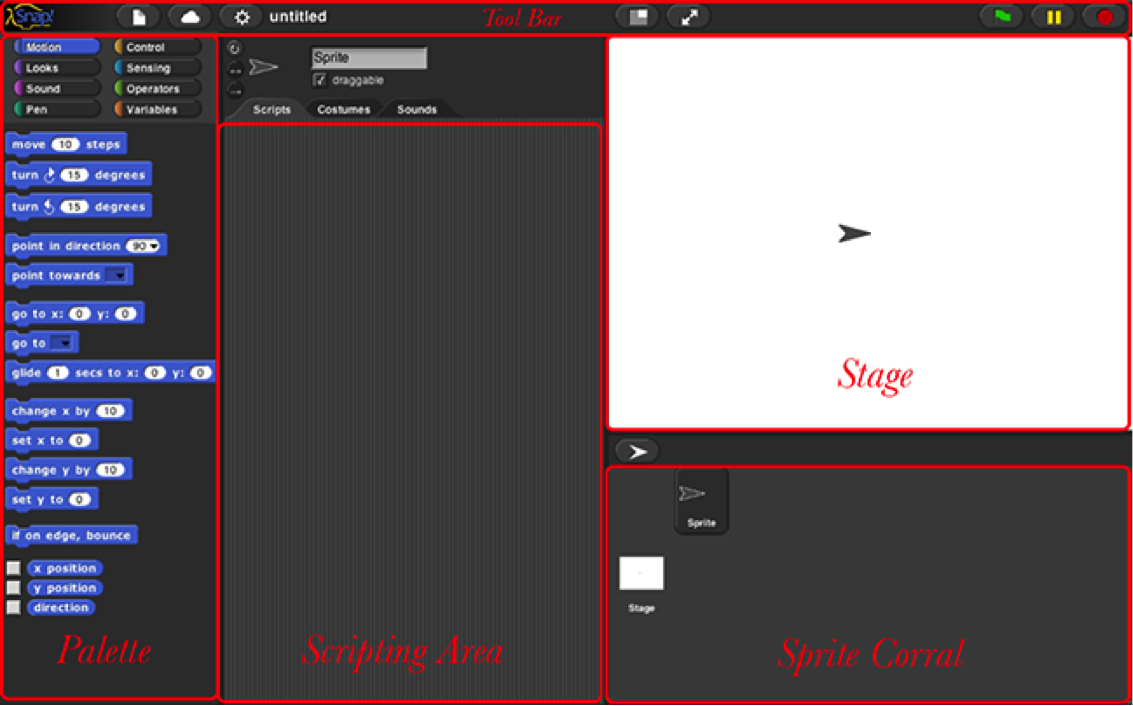 λSnap!
untitled
Tool Bar
Motion
Control
Looks
Sensing
Sound
Operators
Pen
Variables
Sprite
draggable
Scripts Costumes Sounds
move 10 steps
turn 15 degrees
turn 15 degrees
point in direction 90
point towards
go to x: 0 y: 0
go to
glide 1 secs to x: 0 y: 0
change x by 10
set x to 0
change y by 10
set y to 0
if on edge, bounce
x position
y position
direction
Palette
Scripting Area
Stage
Sprite
Stage
Sprite Corral